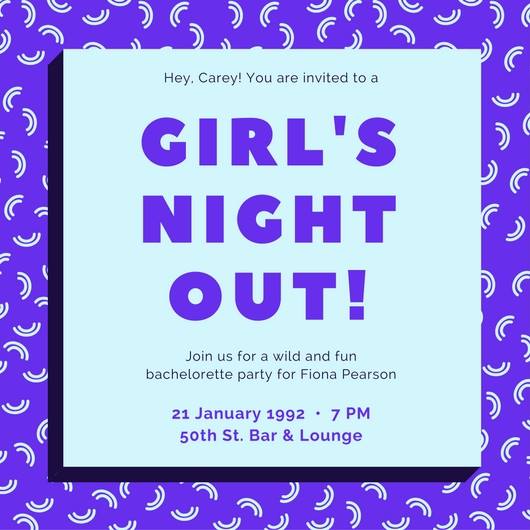 Hey, Carey! You are invited to a
GIRL'S
NIGHT
OUT!
Join us for a wild and fun
bachelorette party for Fiona Pearson
21 January 1992 • 7 PM
50th St. Bar & Lounge